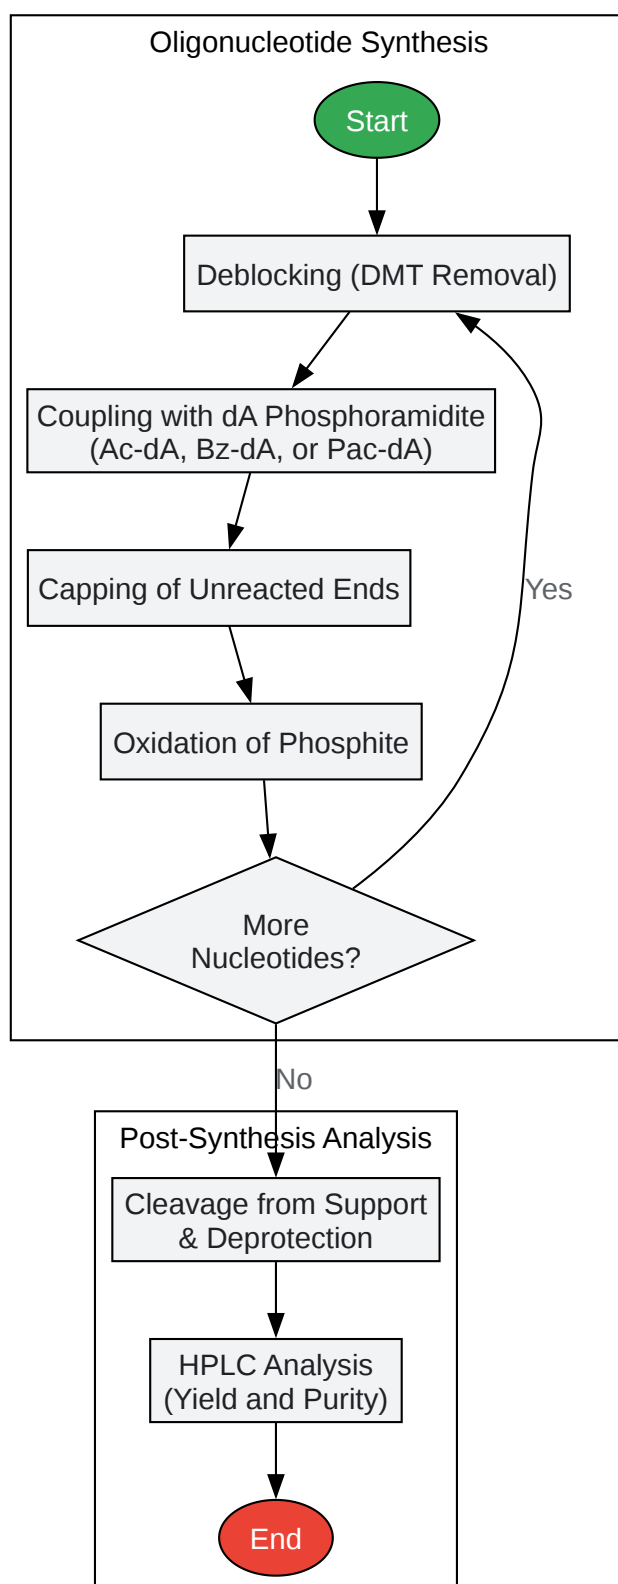 Oligonucleotide Synthesis
Start
Deblocking (DMT Removal)
Coupling with dA Phosphoramidite
(Ac-dA, Bz-dA, or Pac-dA)
Capping of Unreacted Ends
Yes
Oxidation of Phosphite
More
Nucleotides?
No
Post-Synthesis Analysis
Cleavage from Support
& Deprotection
HPLC Analysis
(Yield and Purity)
End